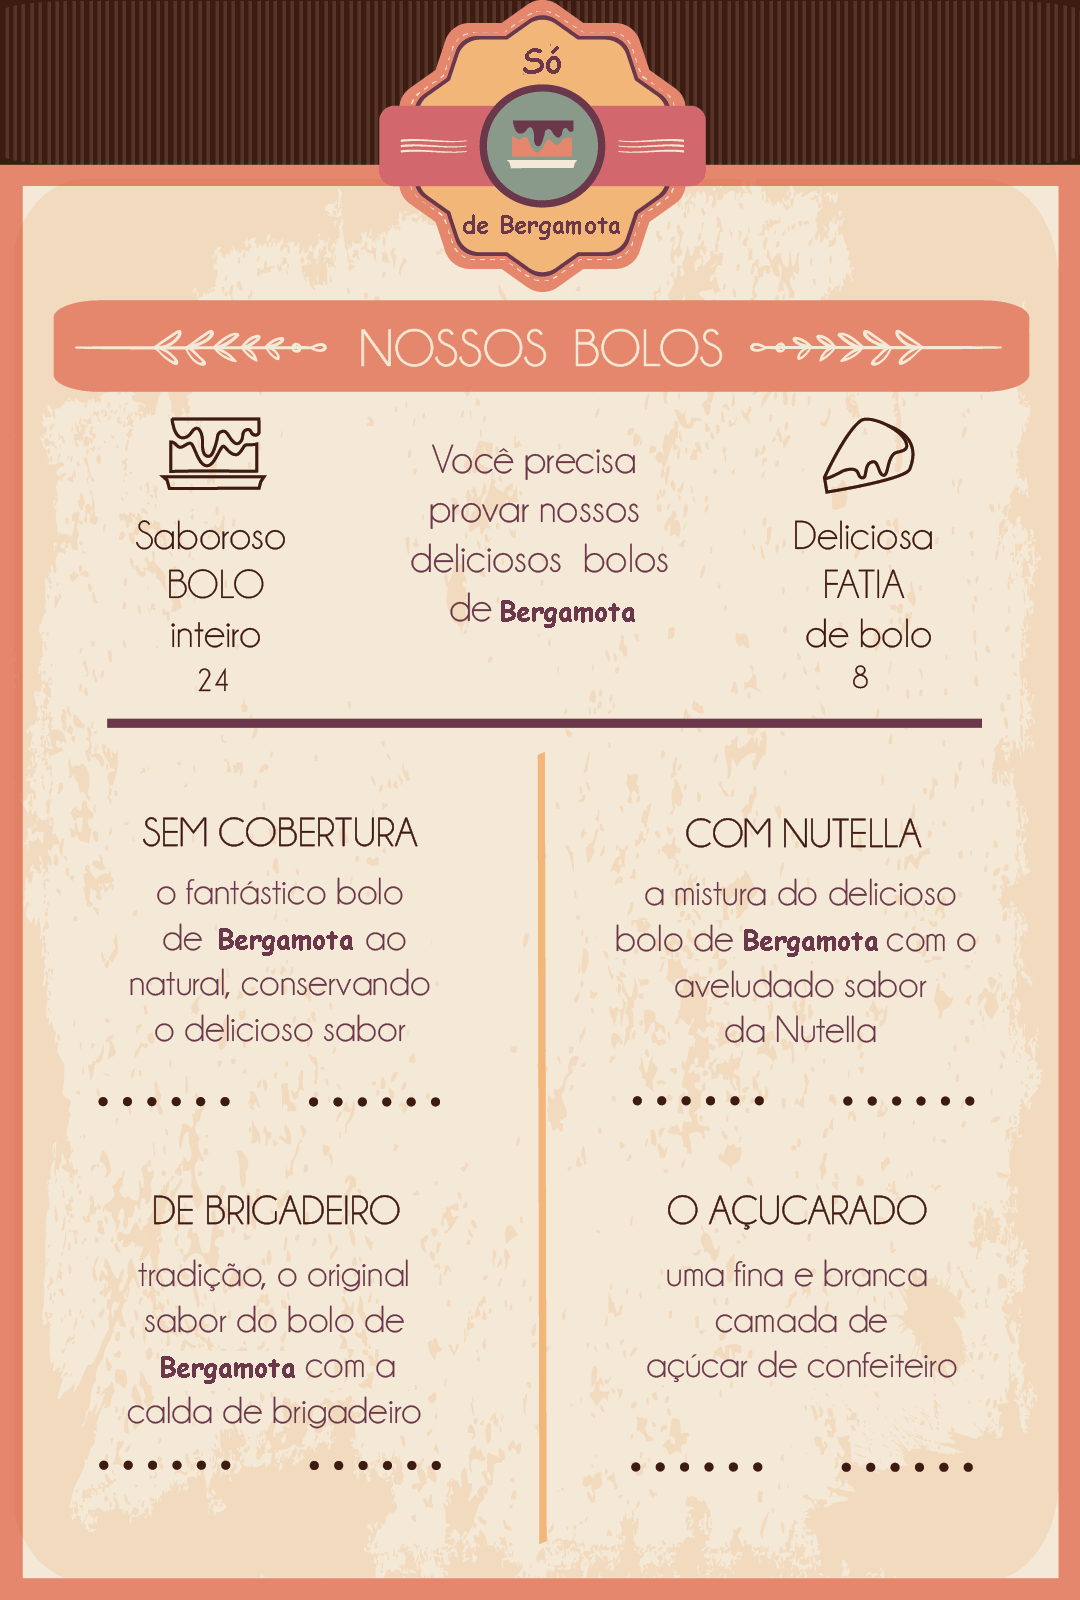 Só
de Bergamota
NOSSOS BOLOS
Saboroso
BOLO
inteiro
24
Você precisa
provar nossos
deliciosos bolos
de Bergamota
Deliciosa
FATIA
de bolo
8
SEM COBERTURA
o fantástico bolo
de Bergamota ao
natural, conservando
o delicioso sabor
COM NUTELLA
a mistura do delicioso
bolo de Bergamota com o
aveludado sabor
da Nutella
DE BRIGADEIRO
tradição, o original
sabor do bolo de
Bergamota com a
calda de brigadeiro
O AÇUCARADO
uma fina e branca
camada de
açúcar de confeiteiro